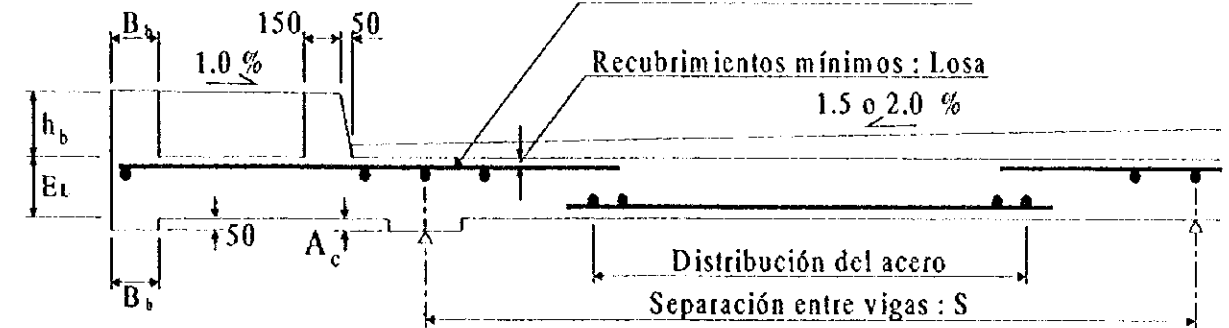 B_b
150
50
1.0 %
Recubrimientos mínimos : Losa
1.5 o 2.0 %
h_b
E_L
50
A_c
B_b
Distribución del acero
Separación entre vigas : S